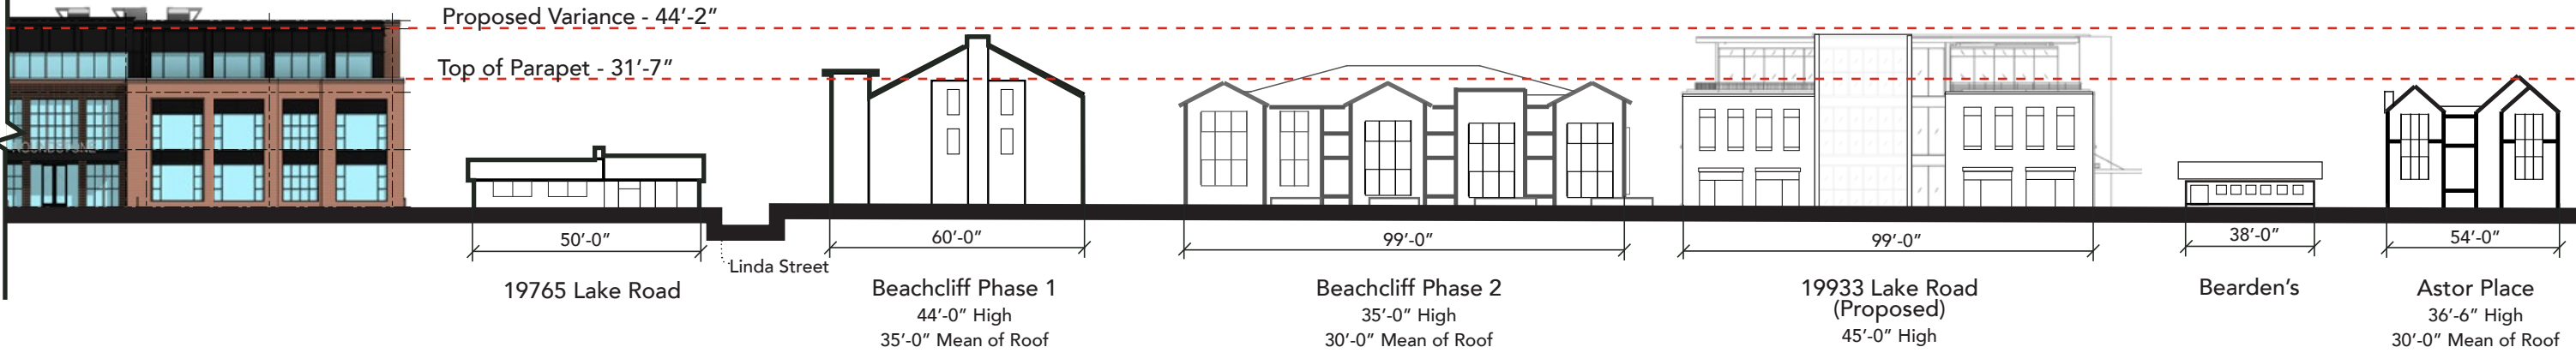 Proposed Variance - 44'-2"
Top of Parapet - 31'-7"
50'-0"
60'-0"
99'-0"
99'-0"
38'-0"
54'-0"
Linda Street
19765 Lake Road
Beachcliff Phase 1
44'-0" High
35'-0" Mean of Roof
Beachcliff Phase 2
35'-0" High
30'-0" Mean of Roof
19933 Lake Road
(Proposed)
45'-0" High
Bearden's
Astor Place
36'-6" High
30'-0" Mean of Roof